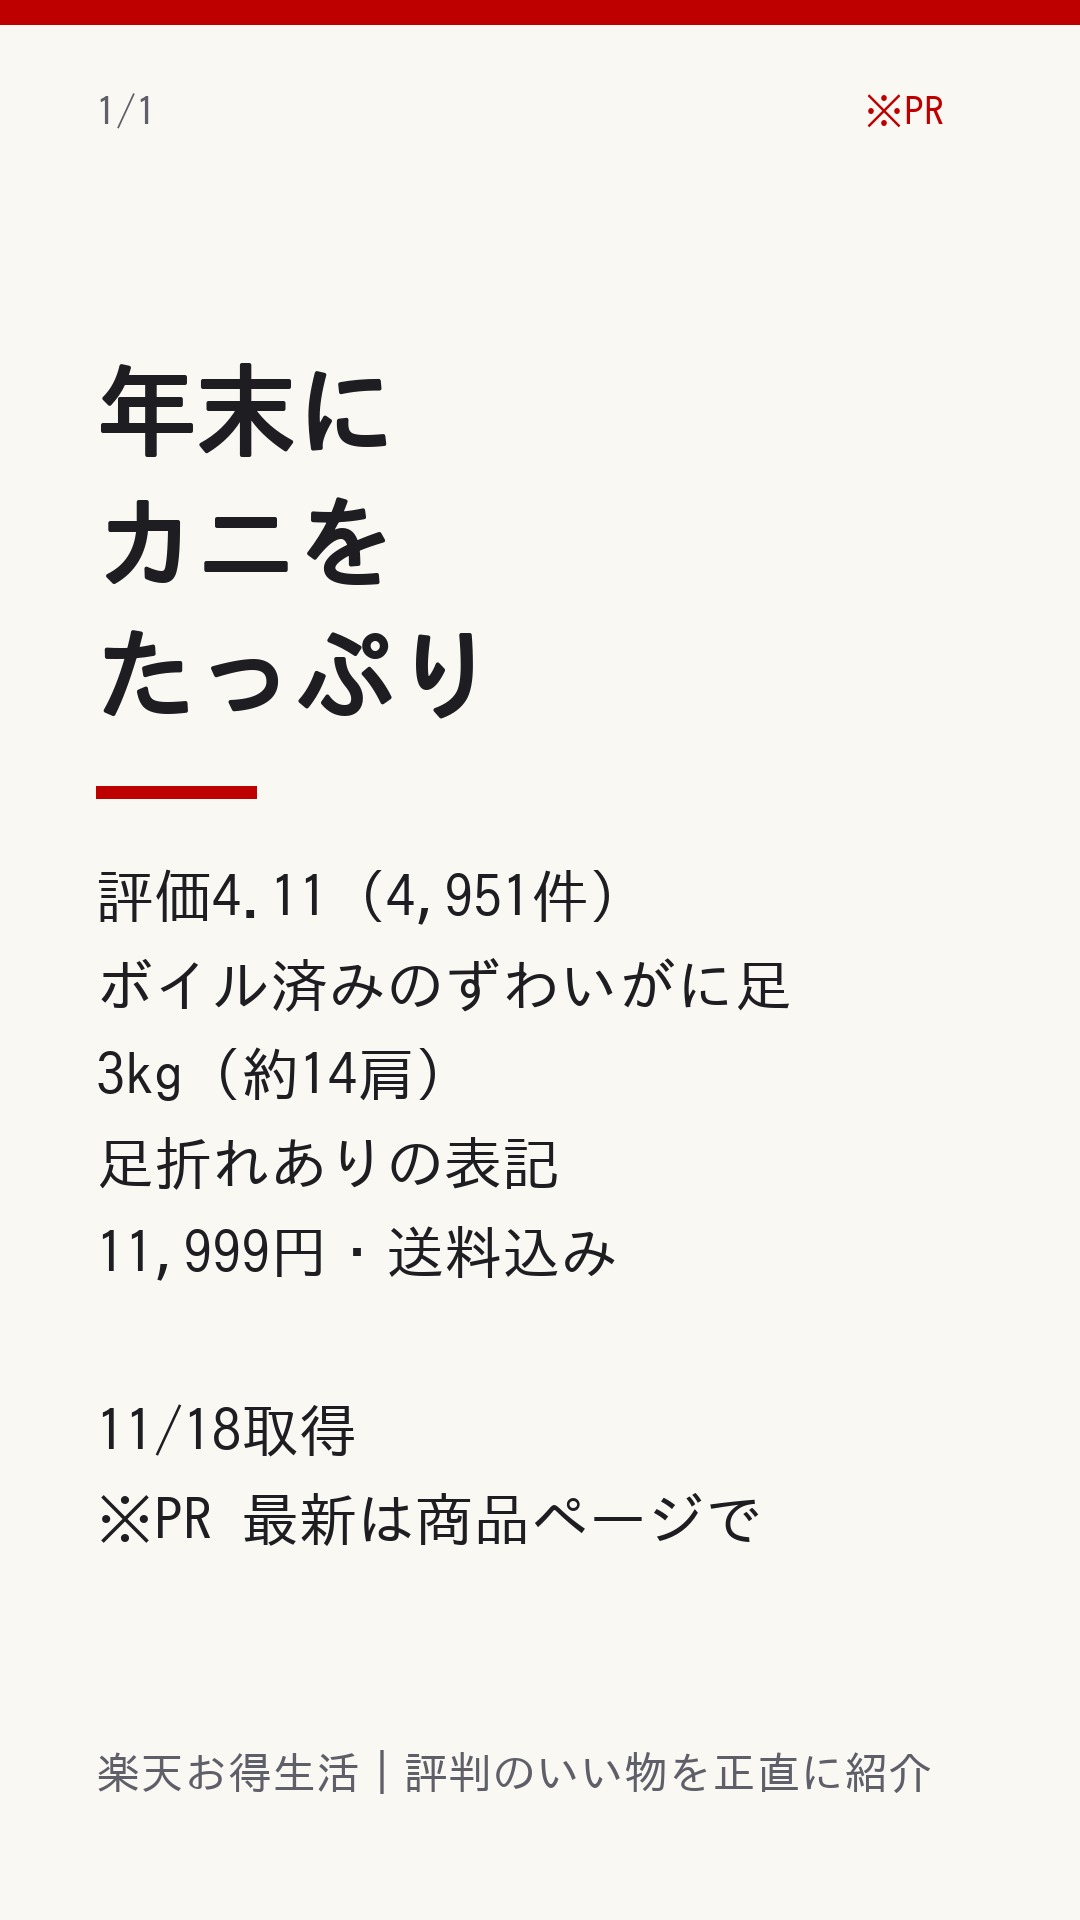 1/1
※PR
年末に
カニを
たっぷり
評価4.11（4,951件）
ボイル済みのずわいがに足
3kg（約14肩）
足折れありの表記
11,999円・送料込み
11/18取得
※PR 最新は商品ページで
楽天お得生活｜評判のいい物を正直に紹介